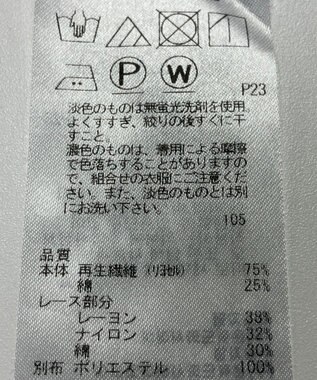 P W
P23
淡色のものは無蛍光洗剤を使用
よくすすぎ、絞りの後すぐに干
すこと。
濃色のものは、着用による摩擦
で色落ちすることがありますの
で、組合せの衣服にご注意くだ
さい。また、淡色のものとは別
にお洗い下さい。
105
品質
本体 再生繊維 (リヨセル) 75%
綿 25%
レース部分
レーヨン 38%
ナイロン 32%
綿 30%
別布 ポリエステル 100%